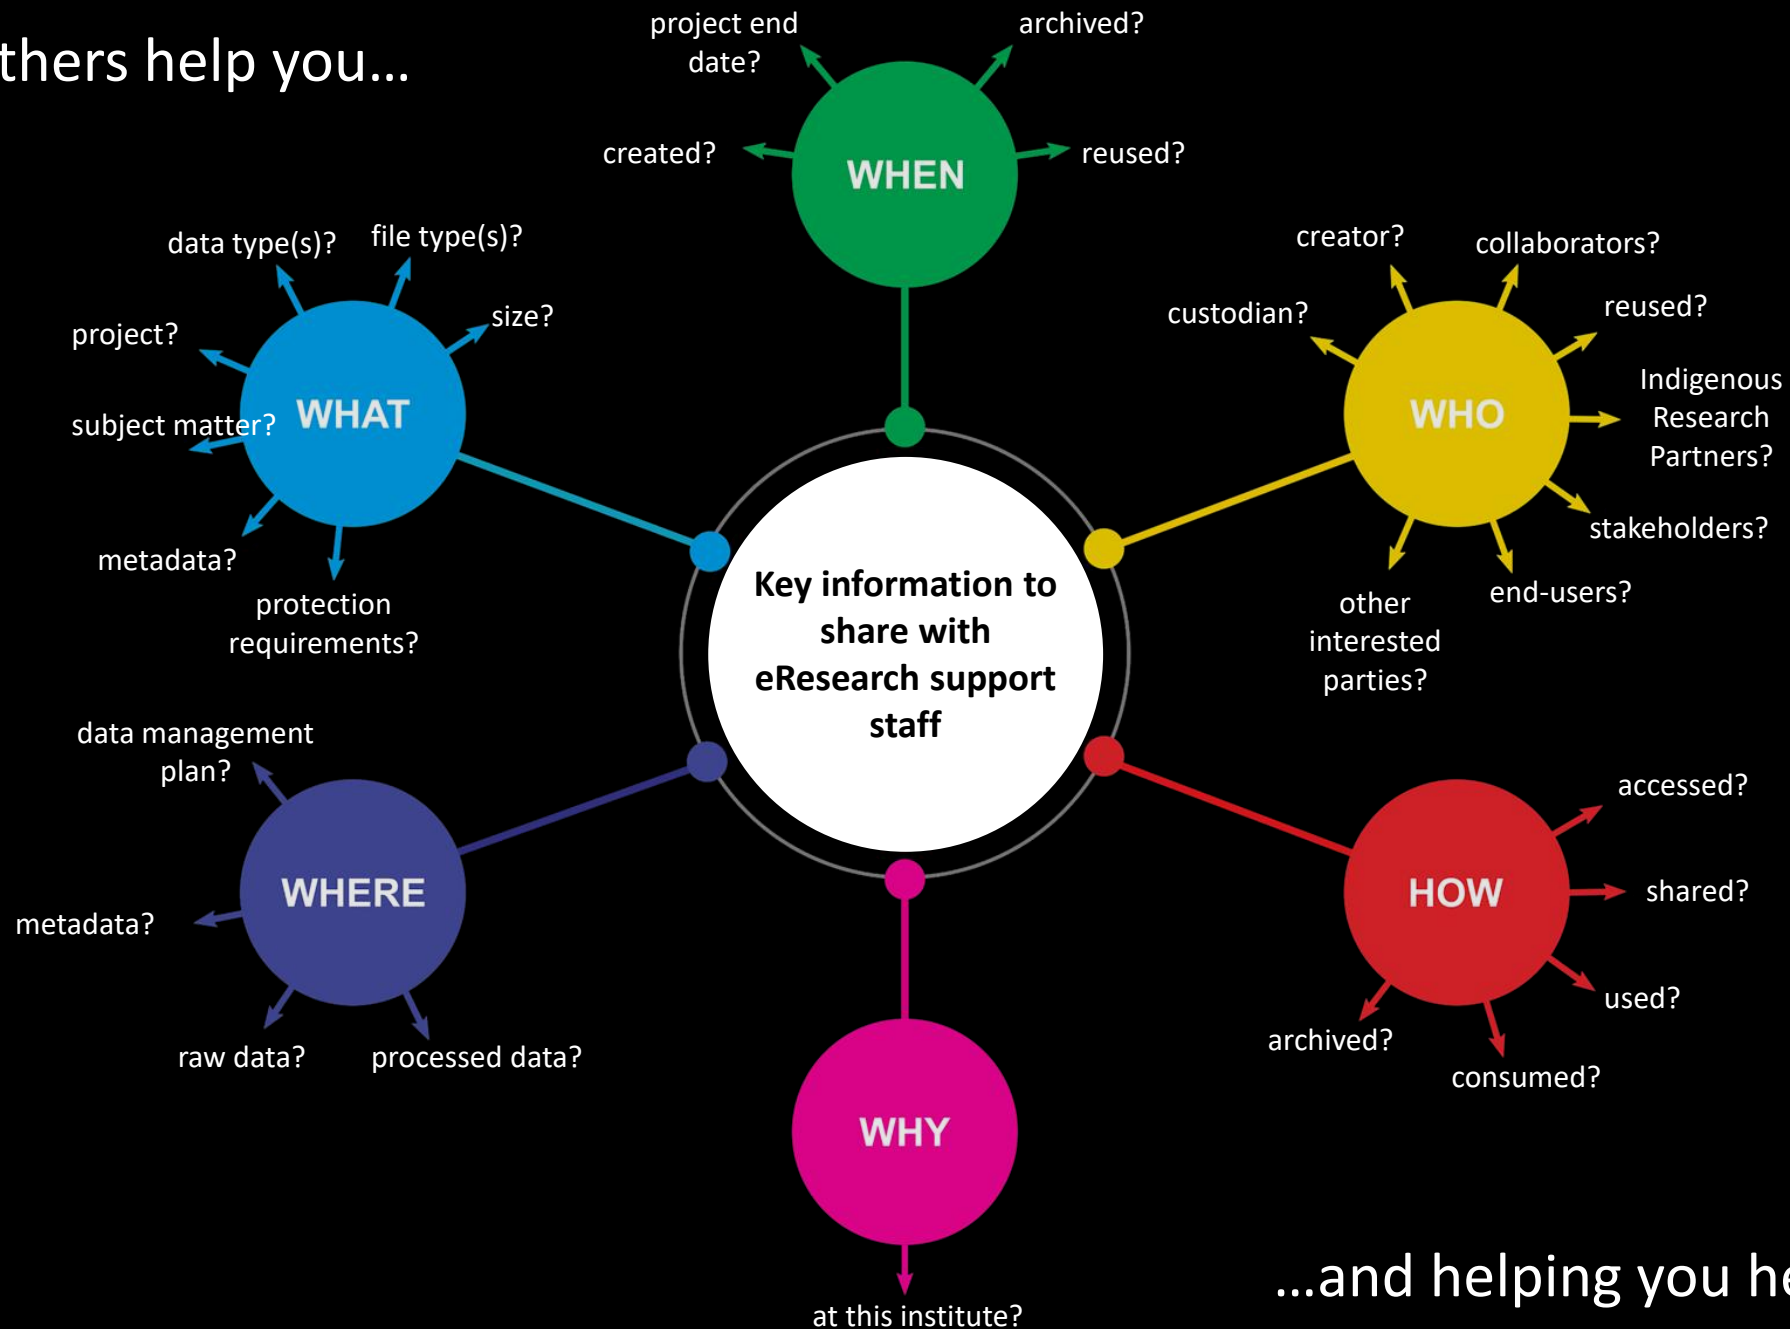 thers help you...
project end
date?
archived?
created?
reused?
WHEN
data type(s)?
file type(s)?
size?
project?
subject matter?
WHAT
metadata?
protection
requirements?
creator?
collaborators?
custodian?
reused?
Indigenous
Research
Partners?
WHO
stakeholders?
end-users?
other
interested
parties?
Key information to
share with
eResearch support
staff
data management
plan?
WHERE
metadata?
raw data?
processed data?
accessed?
HOW
shared?
used?
archived?
consumed?
WHY
at this institute?
...and helping you he